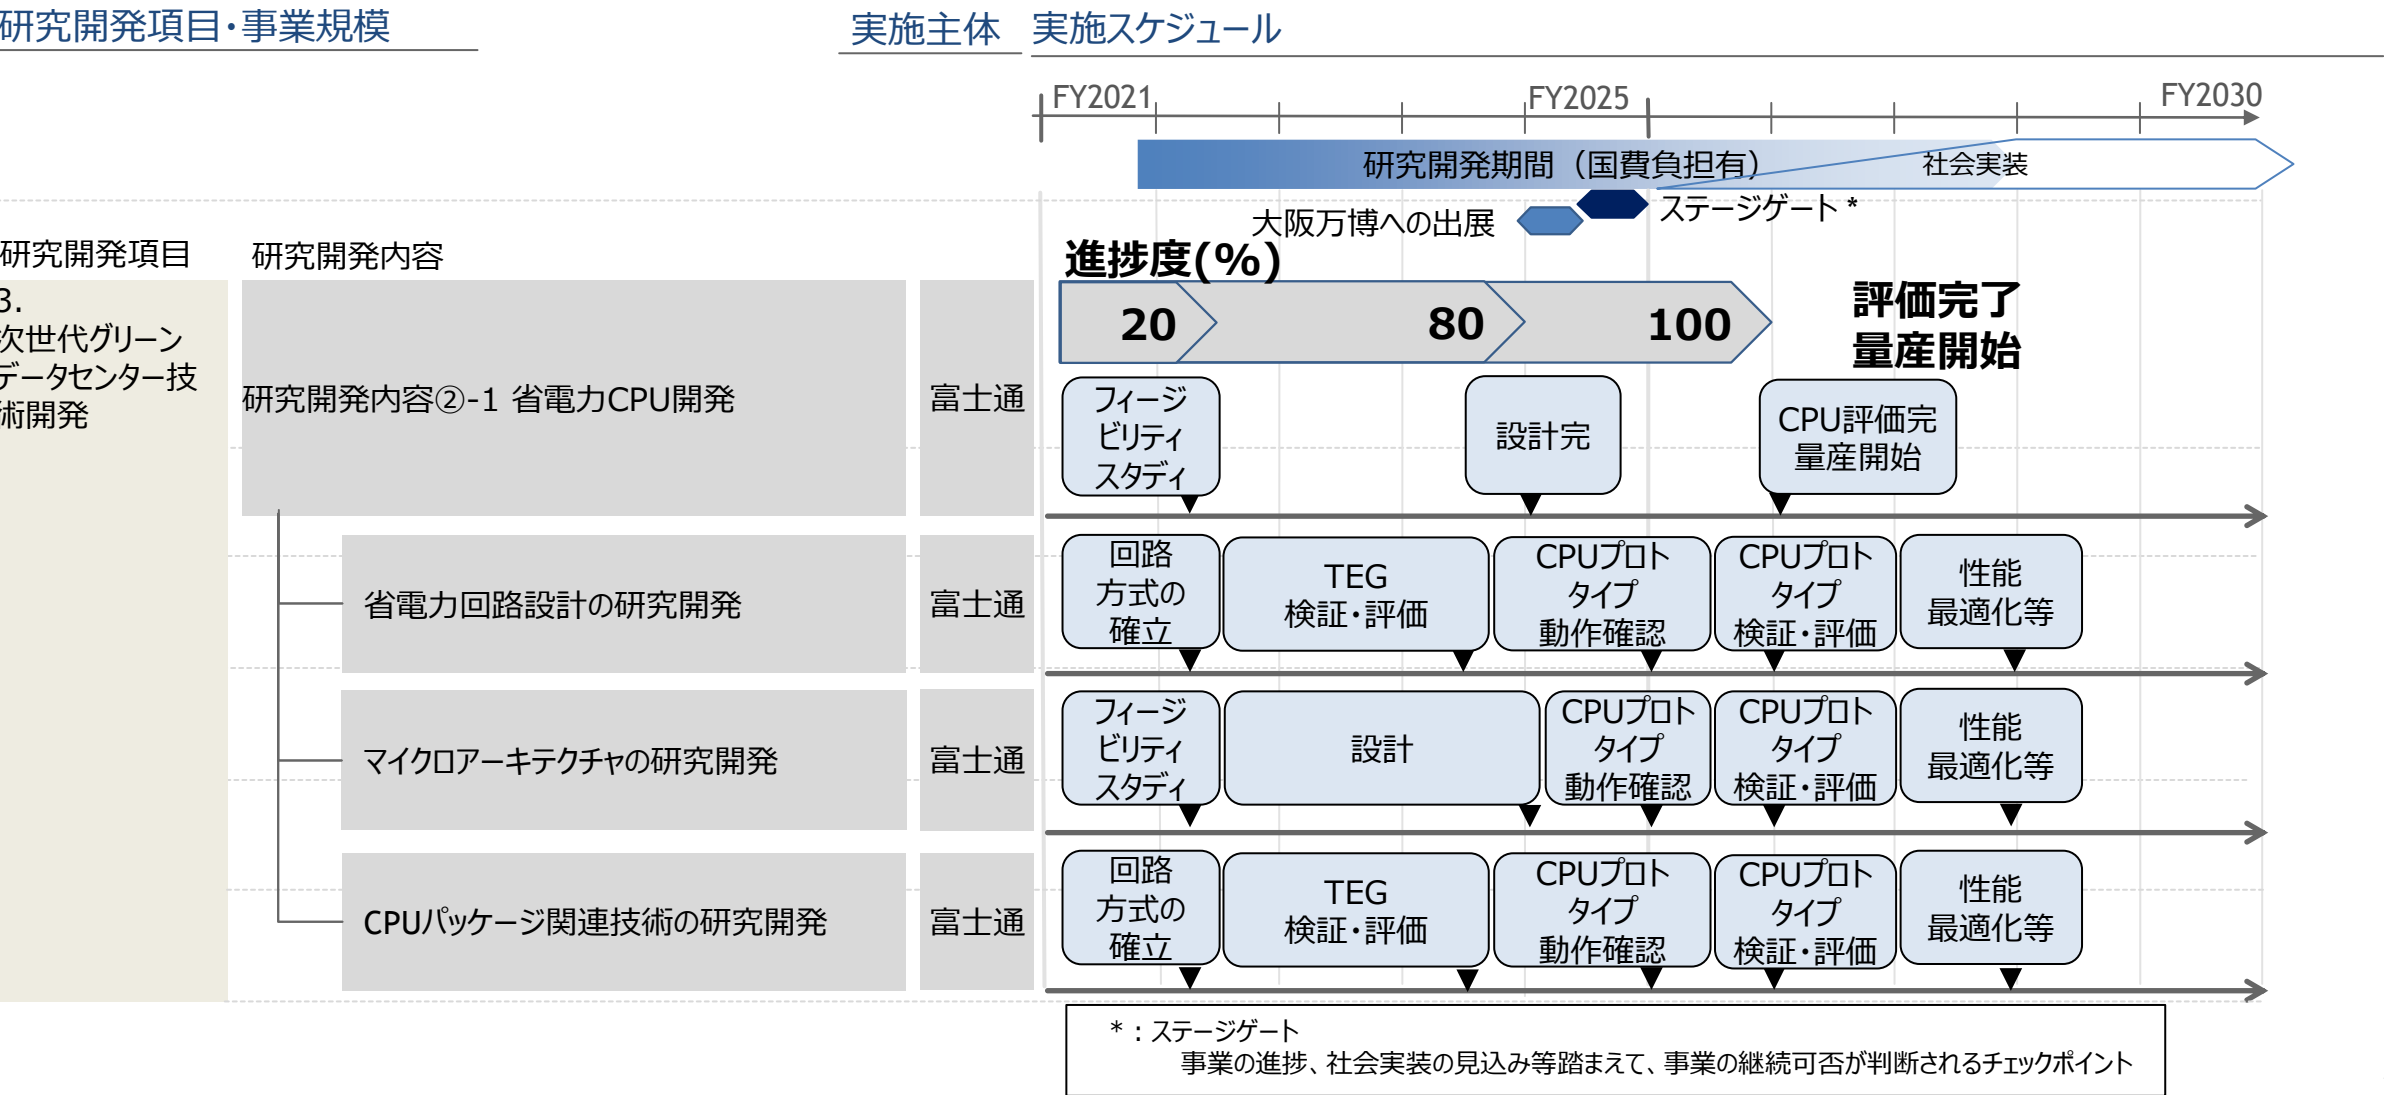 研究開発項目・事業規模
実施主体
実施スケジュール
FY2021
FY2025
FY2030
研究開発期間（国費負担有）
社会実装
大阪万博への出展
ステージゲート *
研究開発項目
研究開発内容
進捗度(%)
3.
次世代グリーン
データセンター技
術開発
研究開発内容②-1 省電力CPU開発
富士通
20
80
100
評価完了
量産開始
フィージ
ビリティ
スタディ
設計完
CPU評価完
量産開始
省電力回路設計の研究開発
富士通
回路
方式の
確立
TEG
検証・評価
CPUプロト
タイプ
動作確認
CPUプロト
タイプ
検証・評価
性能
最適化等
マイクロアーキテクチャの研究開発
富士通
フィージ
ビリティ
スタディ
設計
CPUプロト
タイプ
動作確認
CPUプロト
タイプ
検証・評価
性能
最適化等
CPUパッケージ関連技術の研究開発
富士通
回路
方式の
確立
TEG
検証・評価
CPUプロト
タイプ
動作確認
CPUプロト
タイプ
検証・評価
性能
最適化等
*：ステージゲート
事業の進捗、社会実装の見込み等踏まえて、事業の継続可否が判断されるチェックポイント